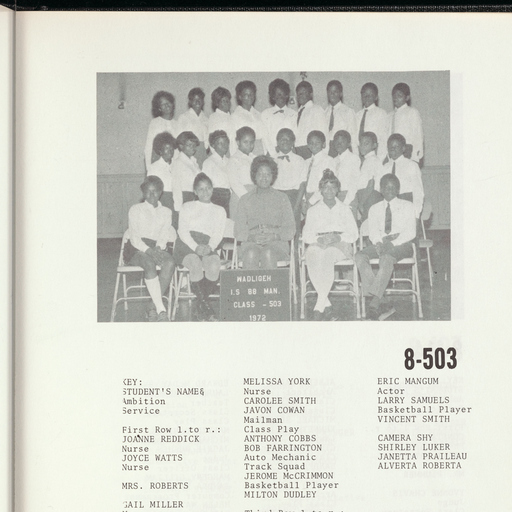 WADLIGEH
I.S 88 MAN.
CLASS - 503
1972
8-503
KEY:
STUDENT'S NAME&
Ambition
Service
First Row l.to r.:
JOANNE REDDICK
Nurse
JOYCE WATTS
Nurse
MRS. ROBERTS
GAIL MILLER
MELISSA YORK
Nurse
CAROLEE SMITH
JAVON COWAN
Mailman
Class Play
ANTHONY COBBS
BOB FARRINGTON
Auto Mechanic
Track Squad
JEROME McCRIMMON
Basketball Player
MILTON DUDLEY
ERIC MANGUM
Actor
LARRY SAMUELS
Basketball Player
VINCENT SMITH
CAMERA SHY
SHIRLEY LUKER
JANETTA PRAILEAU
ALVERTA ROBERTA